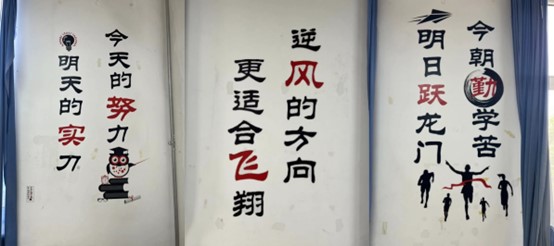 今天的努力
明天的实刀
逆风的方向
更适合飞翔
今朝勤学苦
明日跃龙门